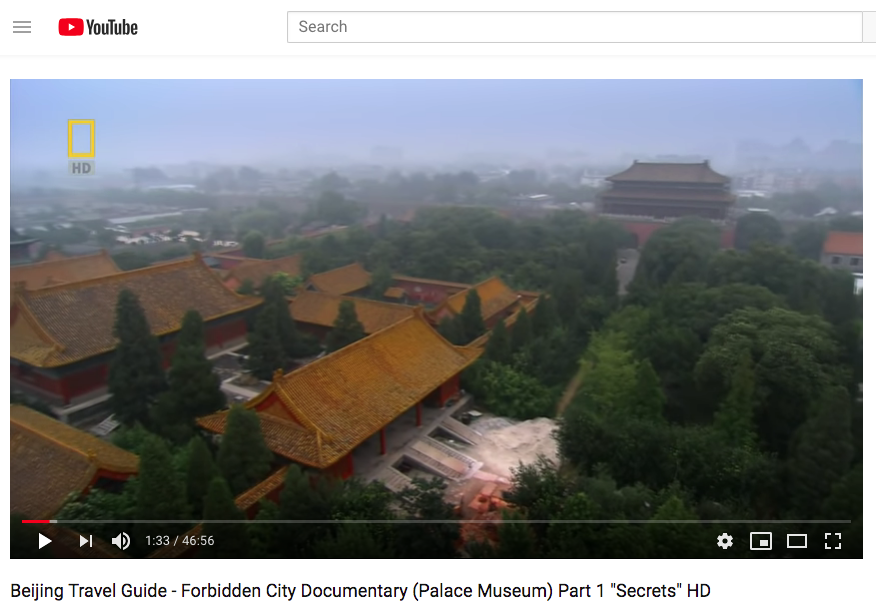 YouTube
Search
HD
1:33 / 46:56
Beijing Travel Guide - Forbidden City Documentary (Palace Museum) Part 1 "Secrets" HD